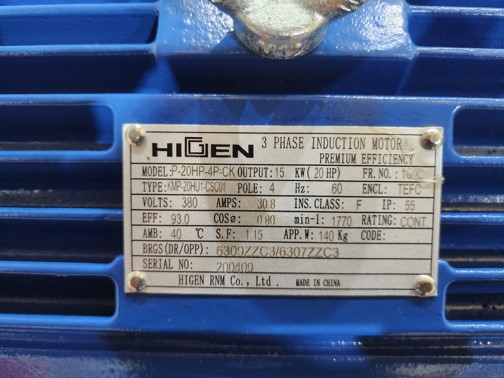 HIGEN 3 PHASE INDUCTION MOTOR
PREMIUM EFFICIENCY
MODEL: P-20HP-4P-CK OUTPUT: 15 KW(20 HP) FR.NO.:
TYPE: KMP-20HU1-CSC01 POLE: 4 Hz: 60 ENCL: TEFC
VOLTS: 380 AMPS: 30.8 INS.CLASS: F IP: 55
EFF: 93.0 COSø: 0.80 min-1: 1770 RATING: CONT
AMB: 40 ℃ S.F: 1.15 APP.W: 140 Kg CODE:
BRGS(DR/OPP): 6309ZZC3/6307ZZC3
SERIAL NO: 200409
HIGEN RNM Co., Ltd. MADE IN CHINA